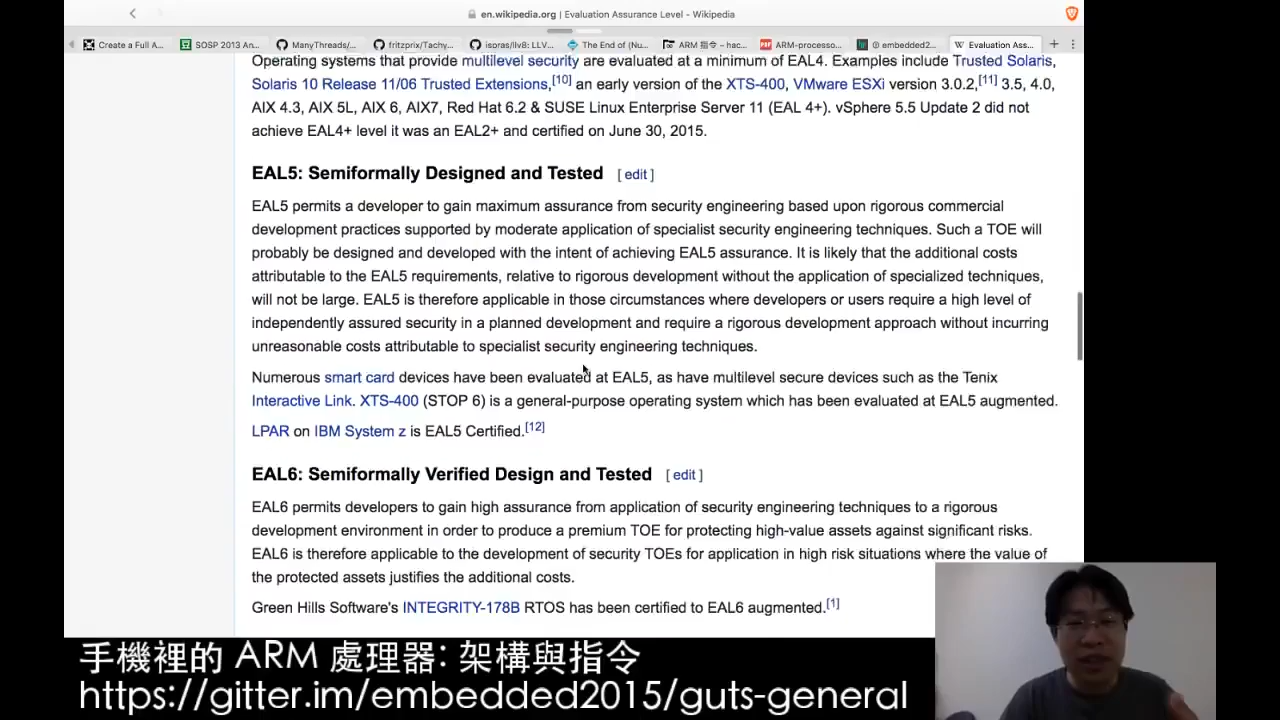 en.wikipedia.org | Evaluation Assurance Level - Wikipedia
Create a Full A... SOSP 2013 An... ManyThreads/... fritzprix/Tachy... isoras/llv8: LLV... The End of (Nu... ARM 指令 – hac... ARM-processo... @ embedded2... Evaluation Ass...
Operating systems that provide multilevel security are evaluated at a minimum of EAL4. Examples include Trusted Solaris,
Solaris 10 Release 11/06 Trusted Extensions,[10] an early version of the XTS-400, VMware ESXi version 3.0.2,[11] 3.5, 4.0,
AIX 4.3, AIX 5L, AIX 6, AIX7, Red Hat 6.2 & SUSE Linux Enterprise Server 11 (EAL 4+). vSphere 5.5 Update 2 did not
achieve EAL4+ level it was an EAL2+ and certified on June 30, 2015.
EAL5: Semiformally Designed and Tested [ edit ]
EAL5 permits a developer to gain maximum assurance from security engineering based upon rigorous commercial
development practices supported by moderate application of specialist security engineering techniques. Such a TOE will
probably be designed and developed with the intent of achieving EAL5 assurance. It is likely that the additional costs
attributable to the EAL5 requirements, relative to rigorous development without the application of specialized techniques,
will not be large. EAL5 is therefore applicable in those circumstances where developers or users require a high level of
independently assured security in a planned development and require a rigorous development approach without incurring
unreasonable costs attributable to specialist security engineering techniques.
Numerous smart card devices have been evaluated at EAL5, as have multilevel secure devices such as the Tenix
Interactive Link. XTS-400 (STOP 6) is a general-purpose operating system which has been evaluated at EAL5 augmented.
LPAR on IBM System z is EAL5 Certified.[12]
EAL6: Semiformally Verified Design and Tested [ edit ]
EAL6 permits developers to gain high assurance from application of security engineering techniques to a rigorous
development environment in order to produce a premium TOE for protecting high-value assets against significant risks.
EAL6 is therefore applicable to the development of security TOEs for application in high risk situations where the value of
the protected assets justifies the additional costs.
Green Hills Software's INTEGRITY-178B RTOS has been certified to EAL6 augmented.[1]
手機裡的 ARM 處理器: 架構與指令
https://gitter.im/embedded2015/guts-general